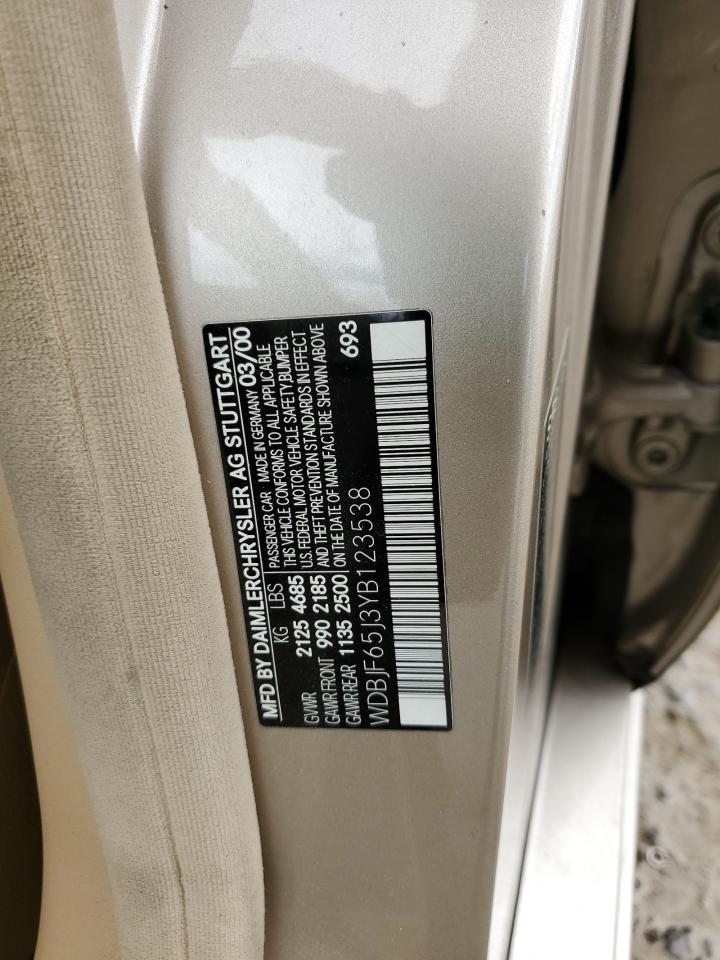 MFD BY DAIMLERCHRYSLER AG STUTTGART
KG LBS PASSENGER CAR MADE IN GERMANY 03/00
GVWR 2125 4685 THIS VEHICLE CONFORMS TO ALL APPLICABLE
U.S. FEDERAL MOTOR VEHICLE SAFETY, BUMPER
GAWR FRONT 990 2185 AND THEFT PREVENTION STANDARDS IN EFFECT
GAWR REAR 1135 2500 ON THE DATE OF MANUFACTURE SHOWN ABOVE
WDBJF65J3YB123538 693